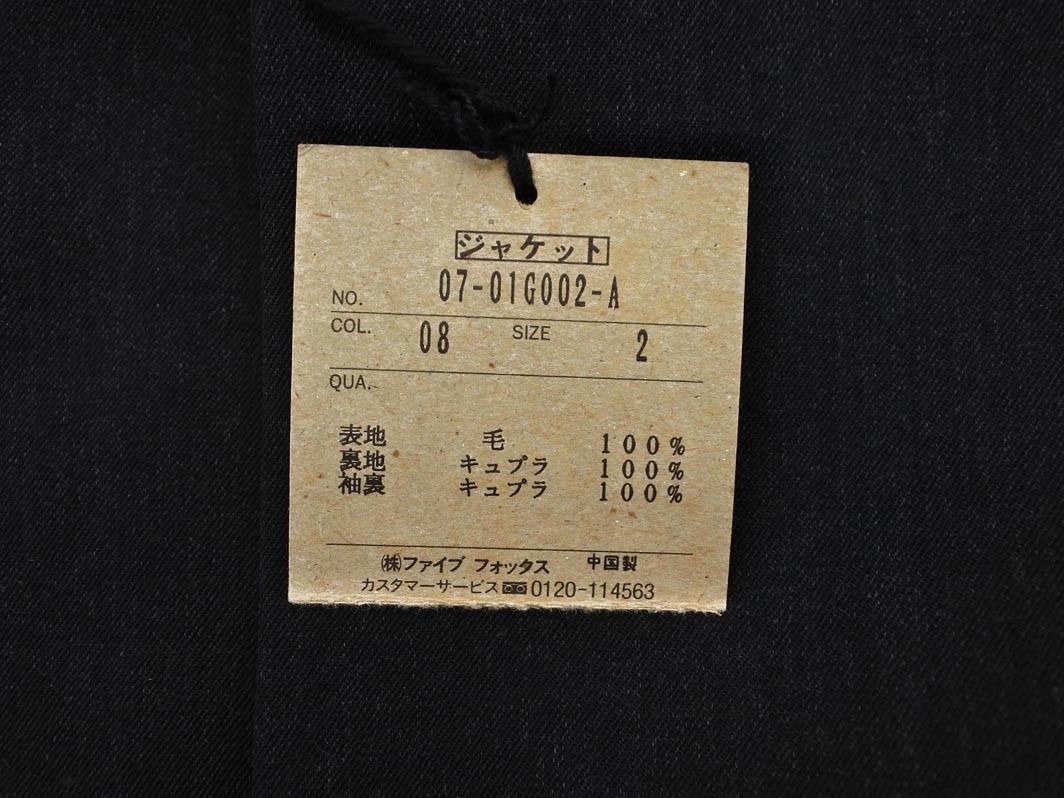 ジャケット
NO. 07-01G002-A
COL. 08 SIZE 2
QUA.
表地 毛 100%
裏地 キュプラ 100%
袖裏 キュプラ 100%
㈱ファイブ フォックス 中国製
カスタマーサービス 0120-114563